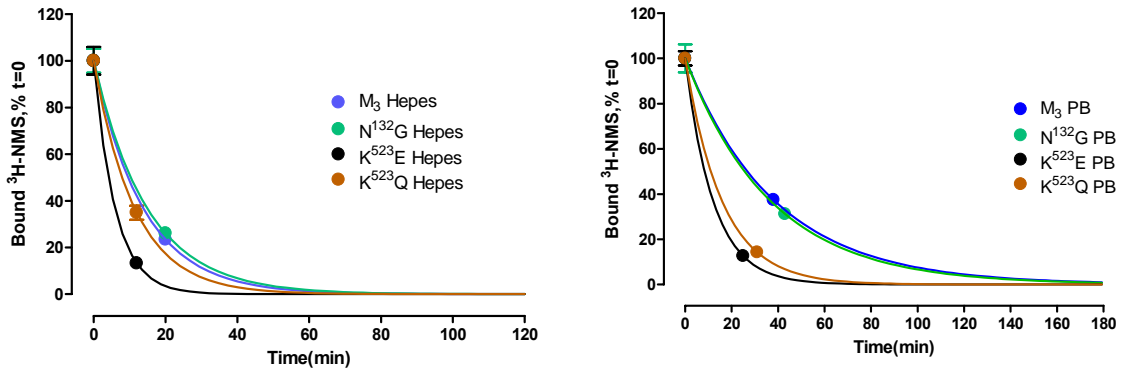 120
100
80
60
40
20
0
Bound ³H-NMS,% t=0
M₃ Hepes
N¹³²G Hepes
K⁵²³E Hepes
K⁵²³Q Hepes
0 20 40 60 80 100 120
Time(min)
120
100
80
60
40
20
0
Bound ³H-NMS,% t=0
M₃ PB
N¹³²G PB
K⁵²³E PB
K⁵²³Q PB
0 20 40 60 80 100 120 140 160 180
Time(min)